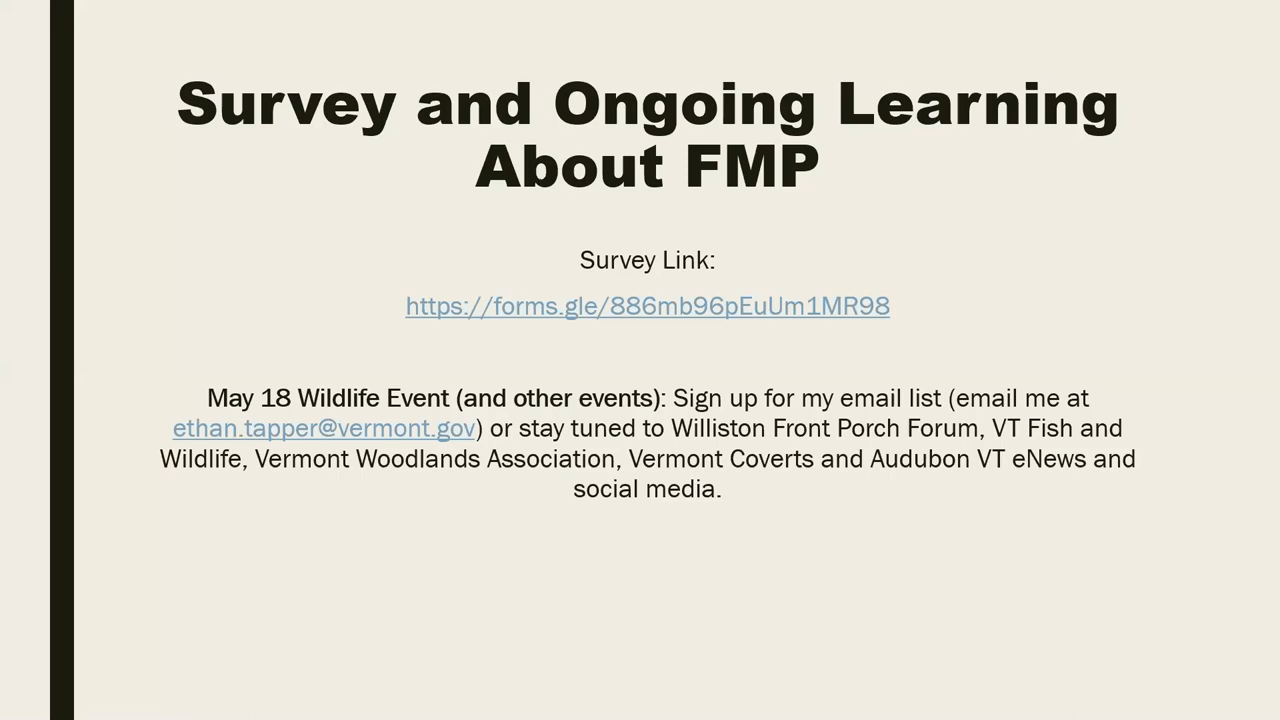 Survey and Ongoing Learning
About FMP
Survey Link:
https://forms.gle/886mb96pEuUm1MR98
May 18 Wildlife Event (and other events): Sign up for my email list (email me at
ethan.tapper@vermont.gov) or stay tuned to Williston Front Porch Forum, VT Fish and
Wildlife, Vermont Woodlands Association, Vermont Coverts and Audubon VT eNews and
social media.